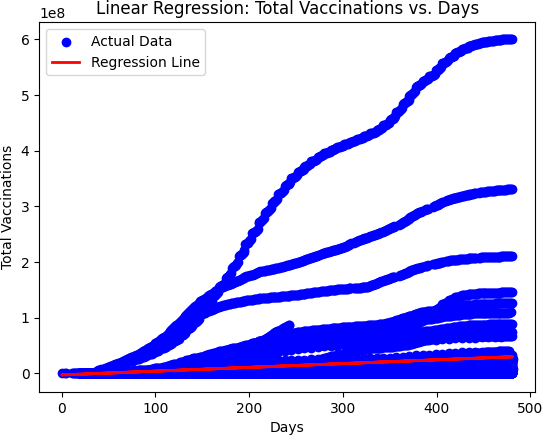 Linear Regression: Total Vaccinations vs. Days
1e8
Actual Data
Regression Line
6
5
4
3
2
1
0
Total Vaccinations
0 100 200 300 400 500
Days